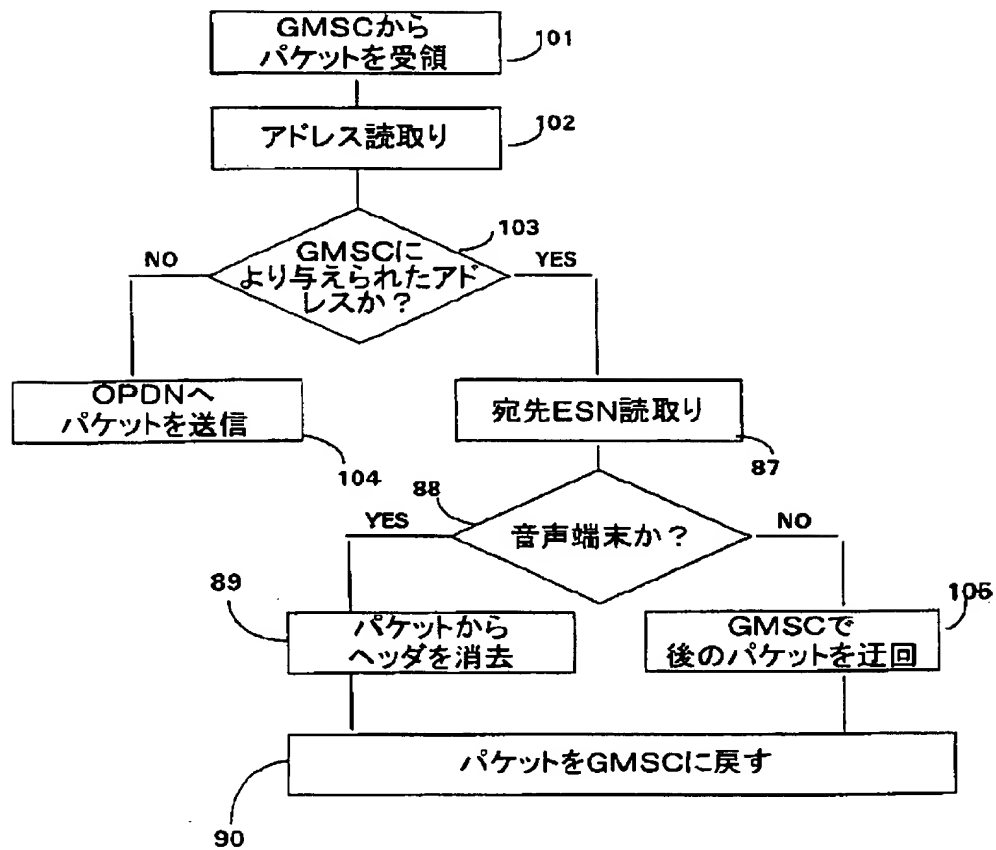 GMSCから
パケットを受領
101
アドレス読取り
102
103
GMSCに
より与えられたアド
レスか？
NO
YES
OPDNへ
パケットを送信
104
宛先ESN読取り
87
88
音声端末か？
YES
NO
89
パケットから
ヘッダを消去
105
GMSCで
後のパケットを迂回
パケットをGMSCに戻す
90